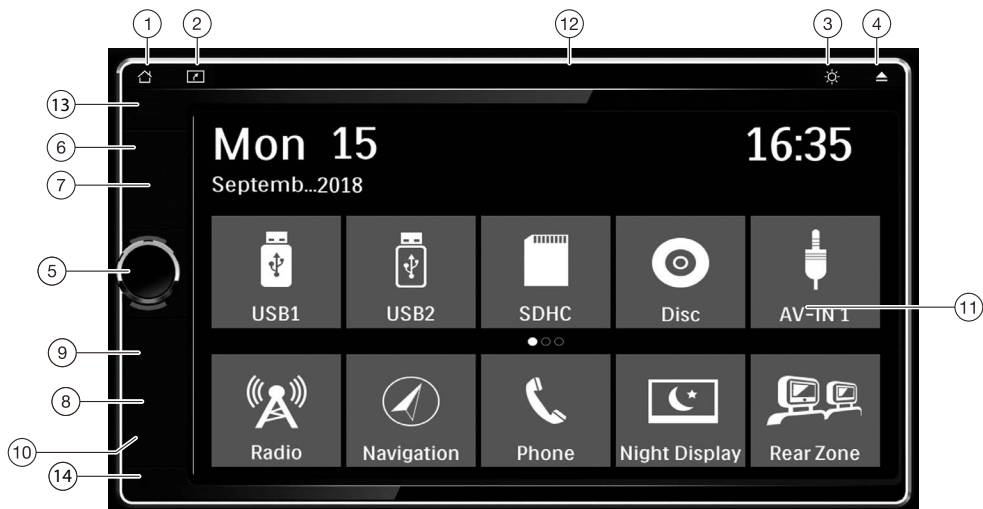 1 2 12 3 4
13
6
7
5
9
8
10
14
11
Mon 15 16:35
Septemb...2018
USB1 USB2 SDHC Disc AV-IN 1
Radio Navigation Phone Night Display Rear Zone